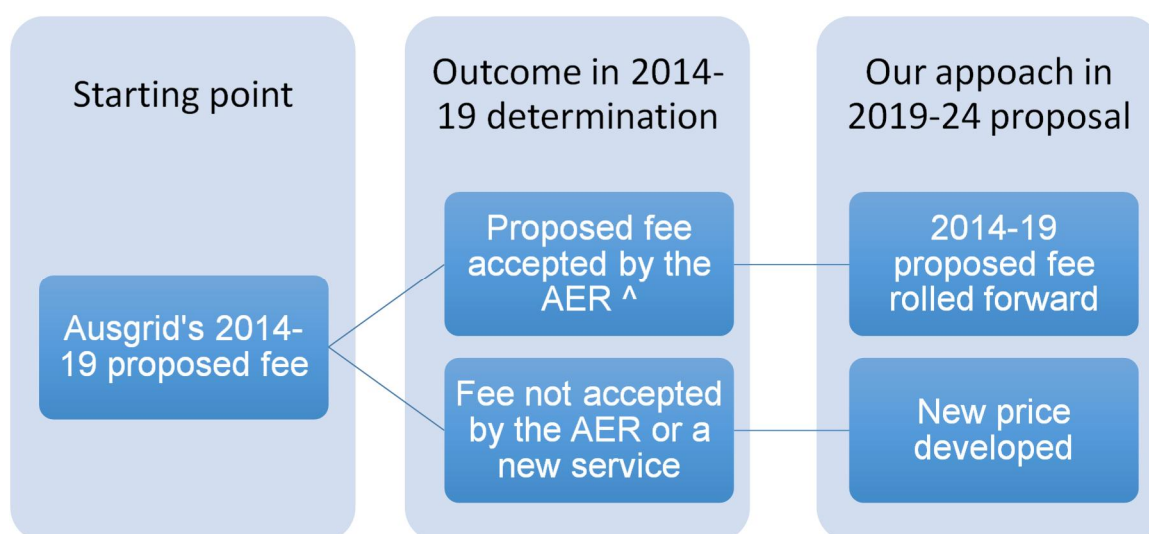 Starting point
Ausgrid's 2014-
19 proposed fee
Outcome in 2014-
19 determination
Proposed fee
accepted by the
AER ^
Fee not accepted
by the AER or a
new service
Our appoach in
2019-24 proposal
2014-19
proposed fee
rolled forward
New price
developed